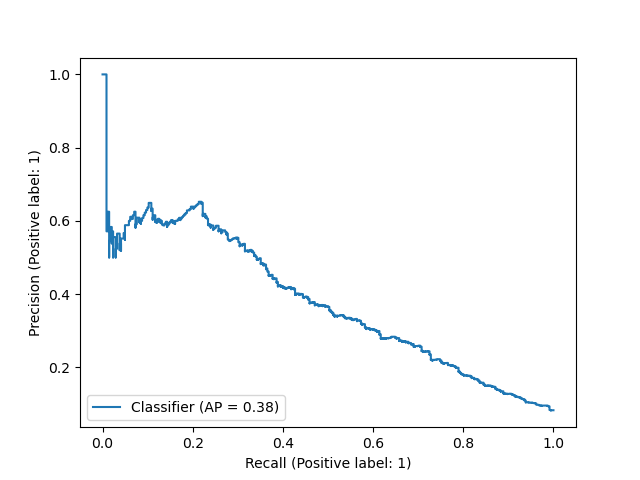 1.0
0.8
0.6
0.4
0.2
Precision (Positive label: 1)
Classifier (AP = 0.38)
0.0 0.2 0.4 0.6 0.8 1.0
Recall (Positive label: 1)